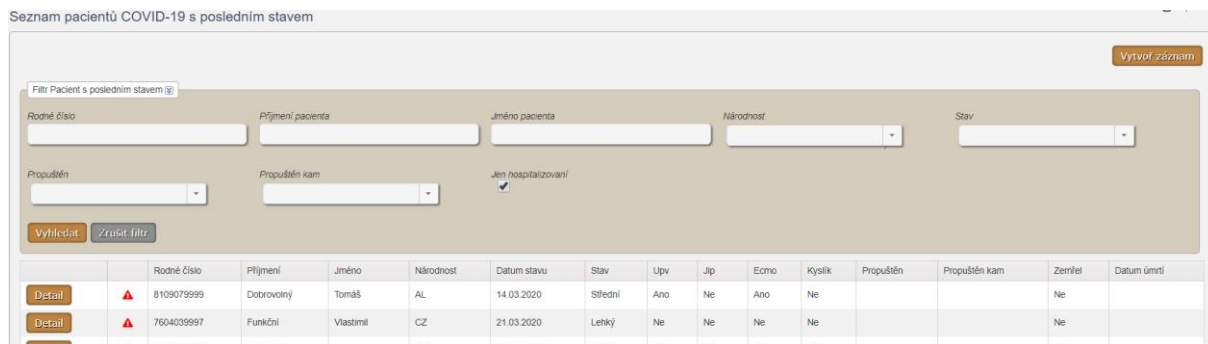 Seznam pacientů COVID-19 s posledním stavem
Vytvoř záznam
Filtr Pacient s posledním stavem
Rodné číslo Příjmení pacienta Jméno pacienta Národnost Stav
Propuštěn Propuštěn kam Jen hospitalizovaní
Vyhledat Zrušit filtr
Rodné číslo Příjmení Jméno Národnost Datum stavu Stav Upv Jip Ecmo Kyslík Propuštěn Propuštěn kam Zemřel Datum úmrtí
Detail 8109079999 Dobrovolný Tomáš AL 14.03.2020 Střední Ano Ne Ano Ne Ne
Detail 7604039997 Funkční Vlastimil CZ 21.03.2020 Lehký Ne Ne Ne Ne Ne